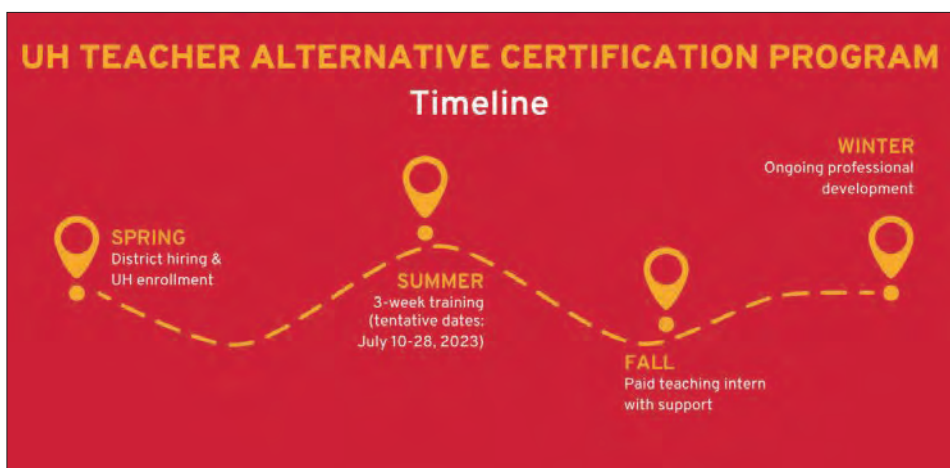 UH TEACHER ALTERNATIVE CERTIFICATION PROGRAM
Timeline
SPRING
District hiring &
UH enrollment
SUMMER
3-week training
(tentative dates:
July 10-28, 2023)
FALL
Paid teaching intern
with support
WINTER
Ongoing professional
development